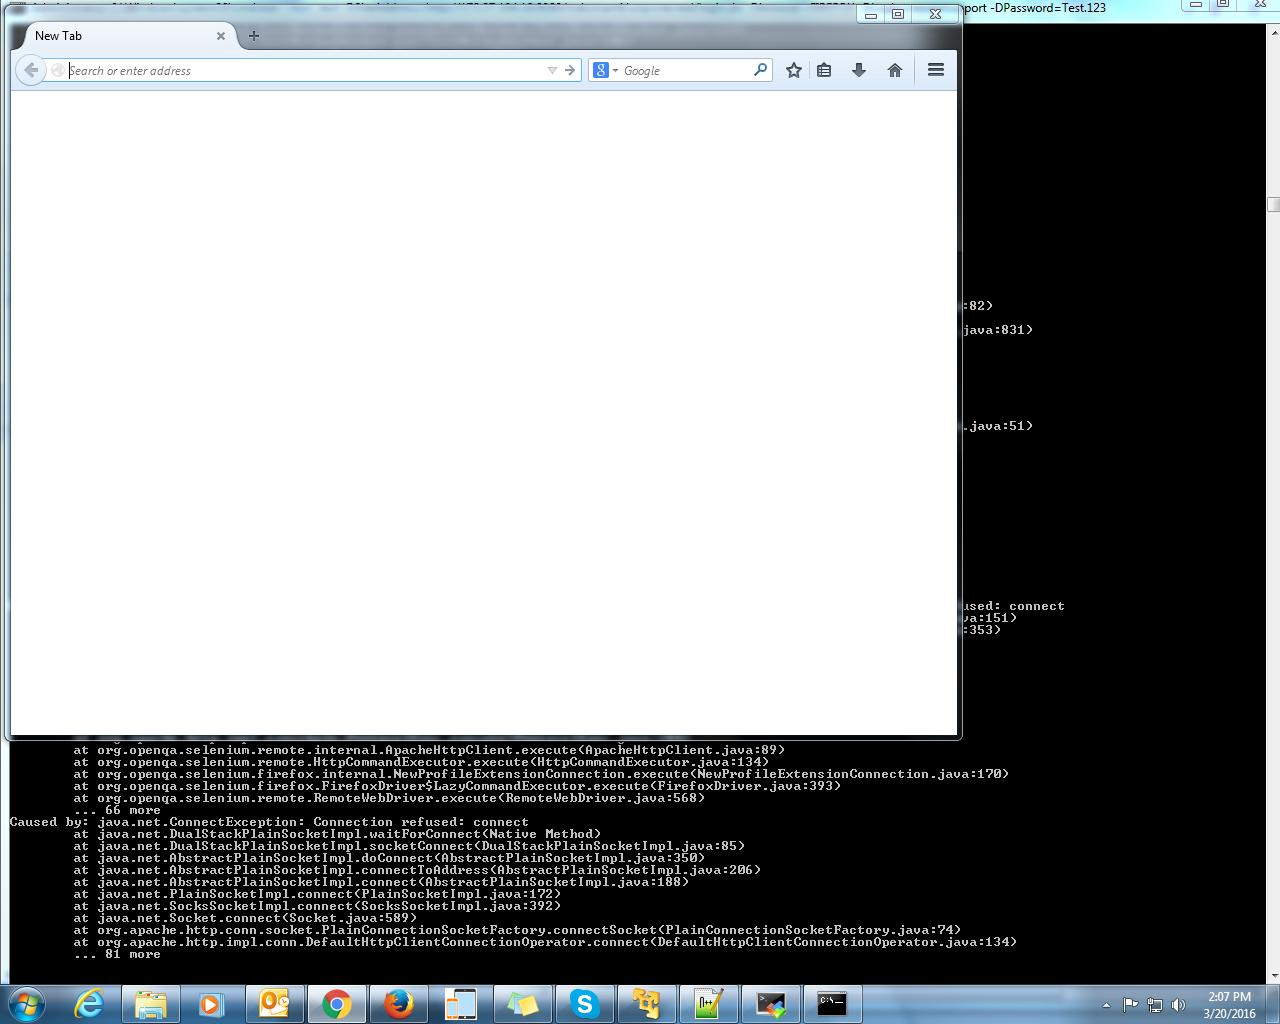 port -DPassword=Test.123
New Tab
Search or enter address
Google
:82)
java:831)
.java:51)
used: connect
va:151)
:353)
at org.openqa.selenium.remote.internal.ApacheHttpClient.execute(ApacheHttpClient.java:89)
at org.openqa.selenium.remote.HttpCommandExecutor.execute(HttpCommandExecutor.java:134)
at org.openqa.selenium.firefox.internal.NewProfileExtensionConnection.execute(NewProfileExtensionConnection.java:170)
at org.openqa.selenium.firefox.FirefoxDriver$LazyCommandExecutor.execute(FirefoxDriver.java:393)
at org.openqa.selenium.remote.RemoteWebDriver.execute(RemoteWebDriver.java:568)
... 66 more
Caused by: java.net.ConnectException: Connection refused: connect
at java.net.DualStackPlainSocketImpl.waitForConnect(Native Method)
at java.net.DualStackPlainSocketImpl.socketConnect(DualStackPlainSocketImpl.java:85)
at java.net.AbstractPlainSocketImpl.doConnect(AbstractPlainSocketImpl.java:350)
at java.net.AbstractPlainSocketImpl.connectToAddress(AbstractPlainSocketImpl.java:206)
at java.net.AbstractPlainSocketImpl.connect(AbstractPlainSocketImpl.java:188)
at java.net.PlainSocketImpl.connect(PlainSocketImpl.java:172)
at java.net.SocksSocketImpl.connect(SocksSocketImpl.java:392)
at java.net.Socket.connect(Socket.java:589)
at org.apache.http.conn.socket.PlainConnectionSocketFactory.connectSocket(PlainConnectionSocketFactory.java:74)
at org.apache.http.impl.conn.DefaultHttpClientConnectionOperator.connect(DefaultHttpClientConnectionOperator.java:134)
... 81 more
2:07 PM
3/20/2016